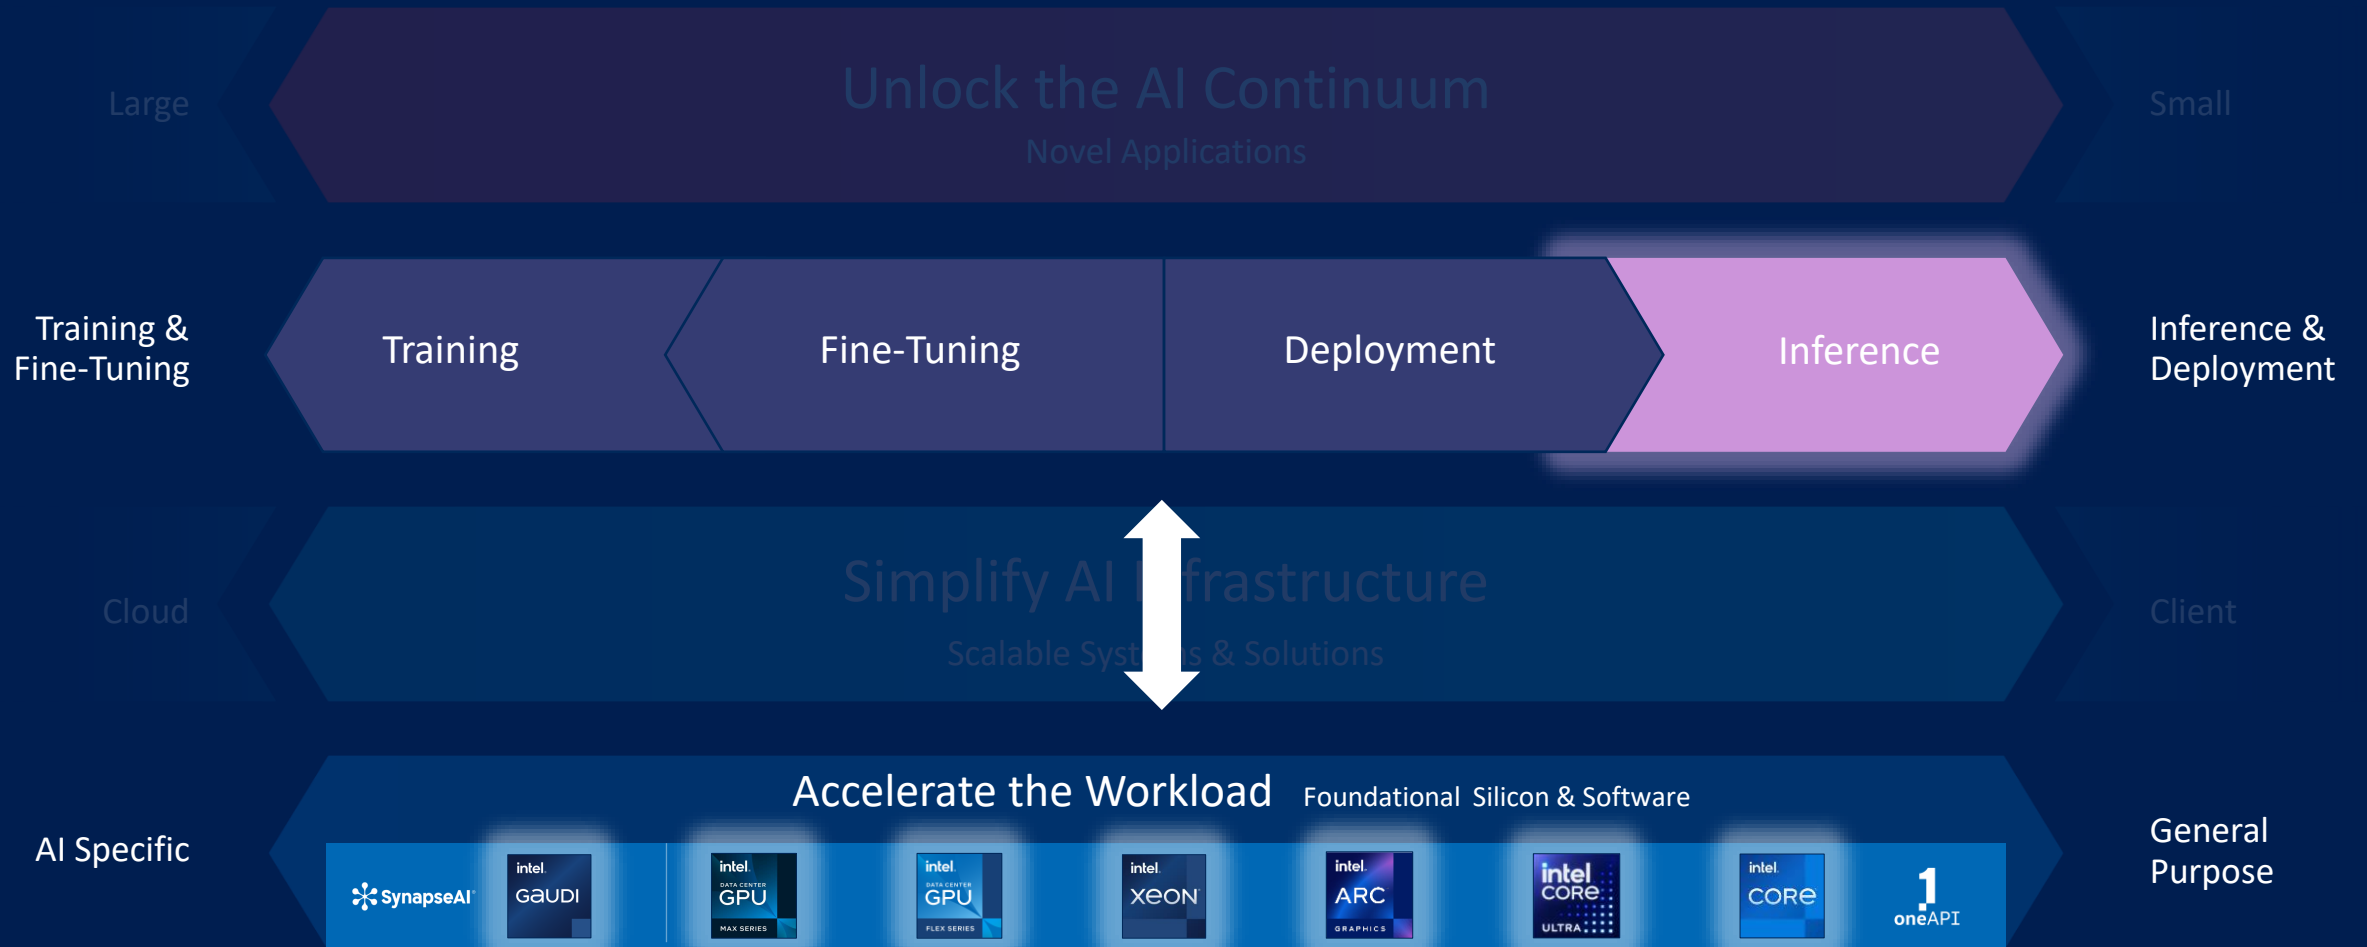 Unlock the AI Continuum
Novel Applications
Large
Small
Training &
Fine-Tuning
Training
Fine-Tuning
Deployment
Inference
Inference &
Deployment
Simplify AI frastructure
Scalable Syst s & Solutions
Cloud
Client
Accelerate the Workload Foundational Silicon & Software
AI Specific
General
Purpose
SynapseAI
intel.
GAUDI
intel.
DATA CENTER
GPU
MAX SERIES
intel.
DATA CENTER
GPU
FLEX SERIES
intel.
XEON
intel.
ARC
GRAPHICS
intel
CORE
ULTRA
intel.
CORE
1
oneAPI